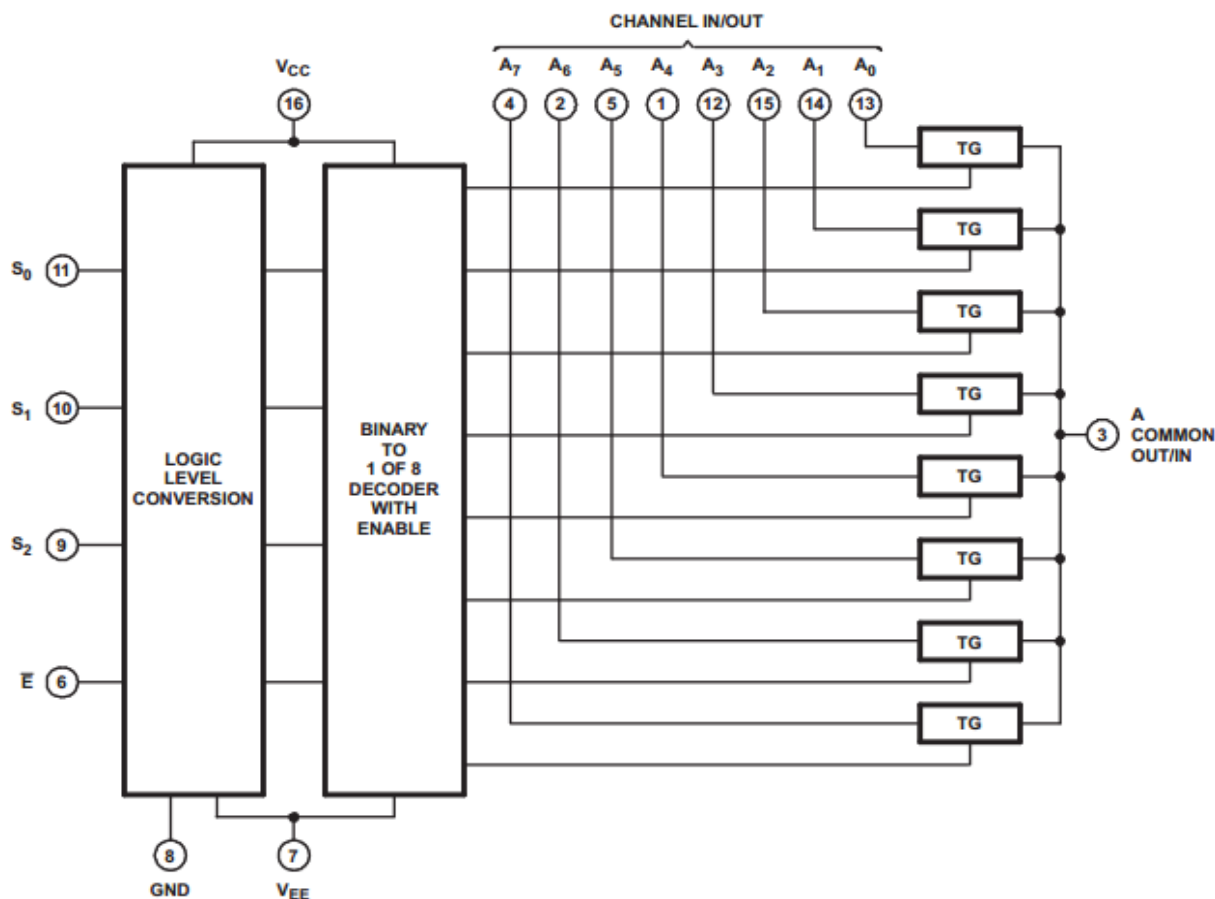 CHANNEL IN/OUT
VCC A7 A6 A5 A4 A3 A2 A1 A0
16 4 2 5 1 12 15 14 13
TG
TG
S0 11
TG
TG
S1 10
BINARY
TO
1 OF 8
DECODER
WITH
ENABLE
LOGIC
LEVEL
CONVERSION
3 A
COMMON
OUT/IN
TG
S2 9
TG
TG
E̅ 6
TG
8 7
GND VEE